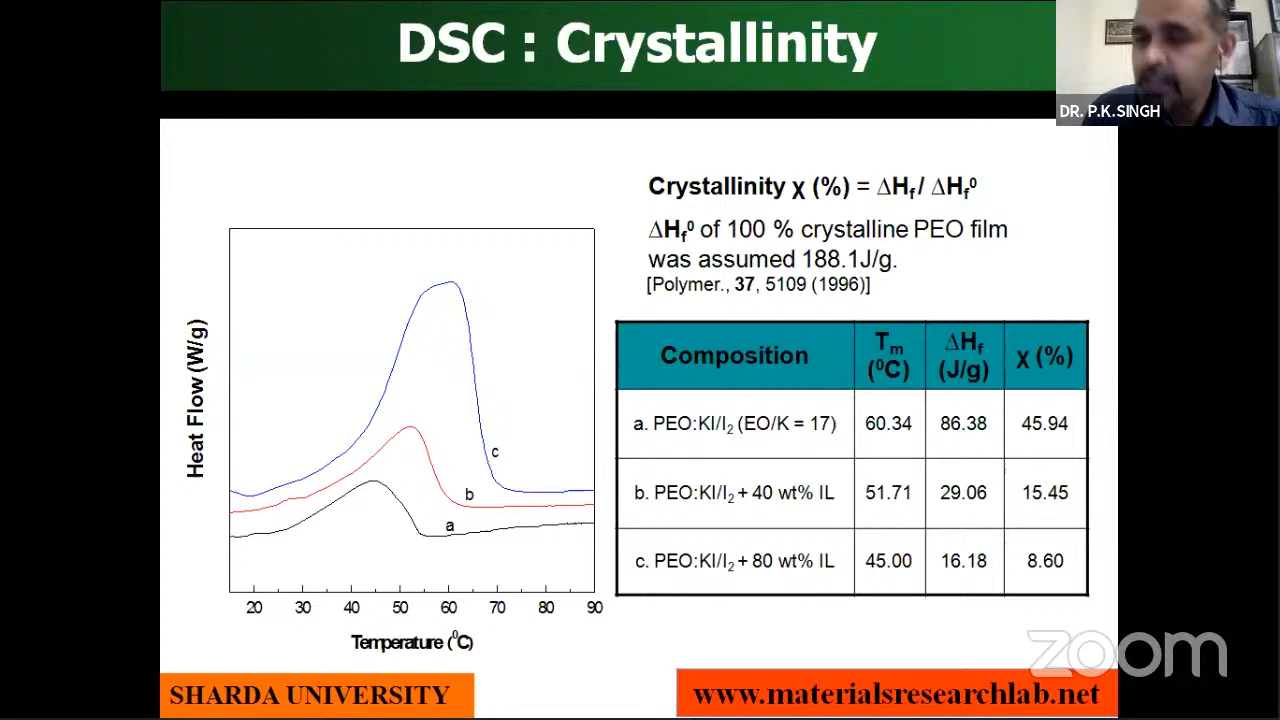 DSC : Crystallinity
DR. P.K.SINGH
Crystallinity χ (%) = ΔHf / ΔHf⁰
ΔHf⁰ of 100 % crystalline PEO film
was assumed 188.1J/g.
[Polymer., 37, 5109 (1996)]
Heat Flow (W/g)
c
b
a
20 30 40 50 60 70 80 90
Temperature (⁰C)
Composition Tm (⁰C) ΔHf (J/g) χ (%)
a. PEO:KI/I₂ (EO/K = 17) 60.34 86.38 45.94
b. PEO:KI/I₂ + 40 wt% IL 51.71 29.06 15.45
c. PEO:KI/I₂ + 80 wt% IL 45.00 16.18 8.60
zoom
SHARDA UNIVERSITY
www.materialsresearchlab.net